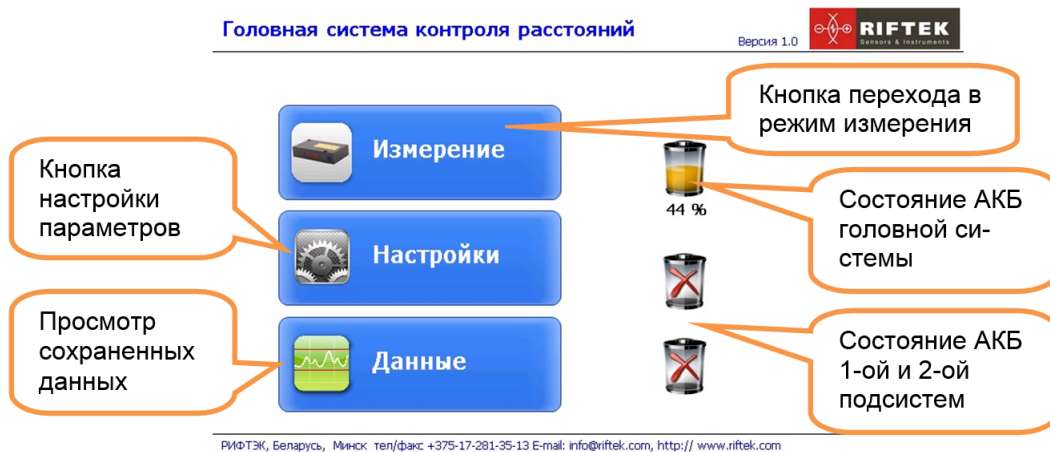 Головная система контроля расстояний
Версия 1.0
RIFTEK
Sensors & Instruments
Кнопка перехода в
режим измерения
Измерение
Кнопка
настройки
параметров
44 %
Состояние АКБ
головной си-
стемы
Настройки
Просмотр
сохраненных
данных
Данные
Состояние АКБ
1-ой и 2-ой
подсистем
РИФТЭК, Беларусь, Минск тел/факс +375-17-281-35-13 E-mail: info@riftek.com, http:// www.riftek.com